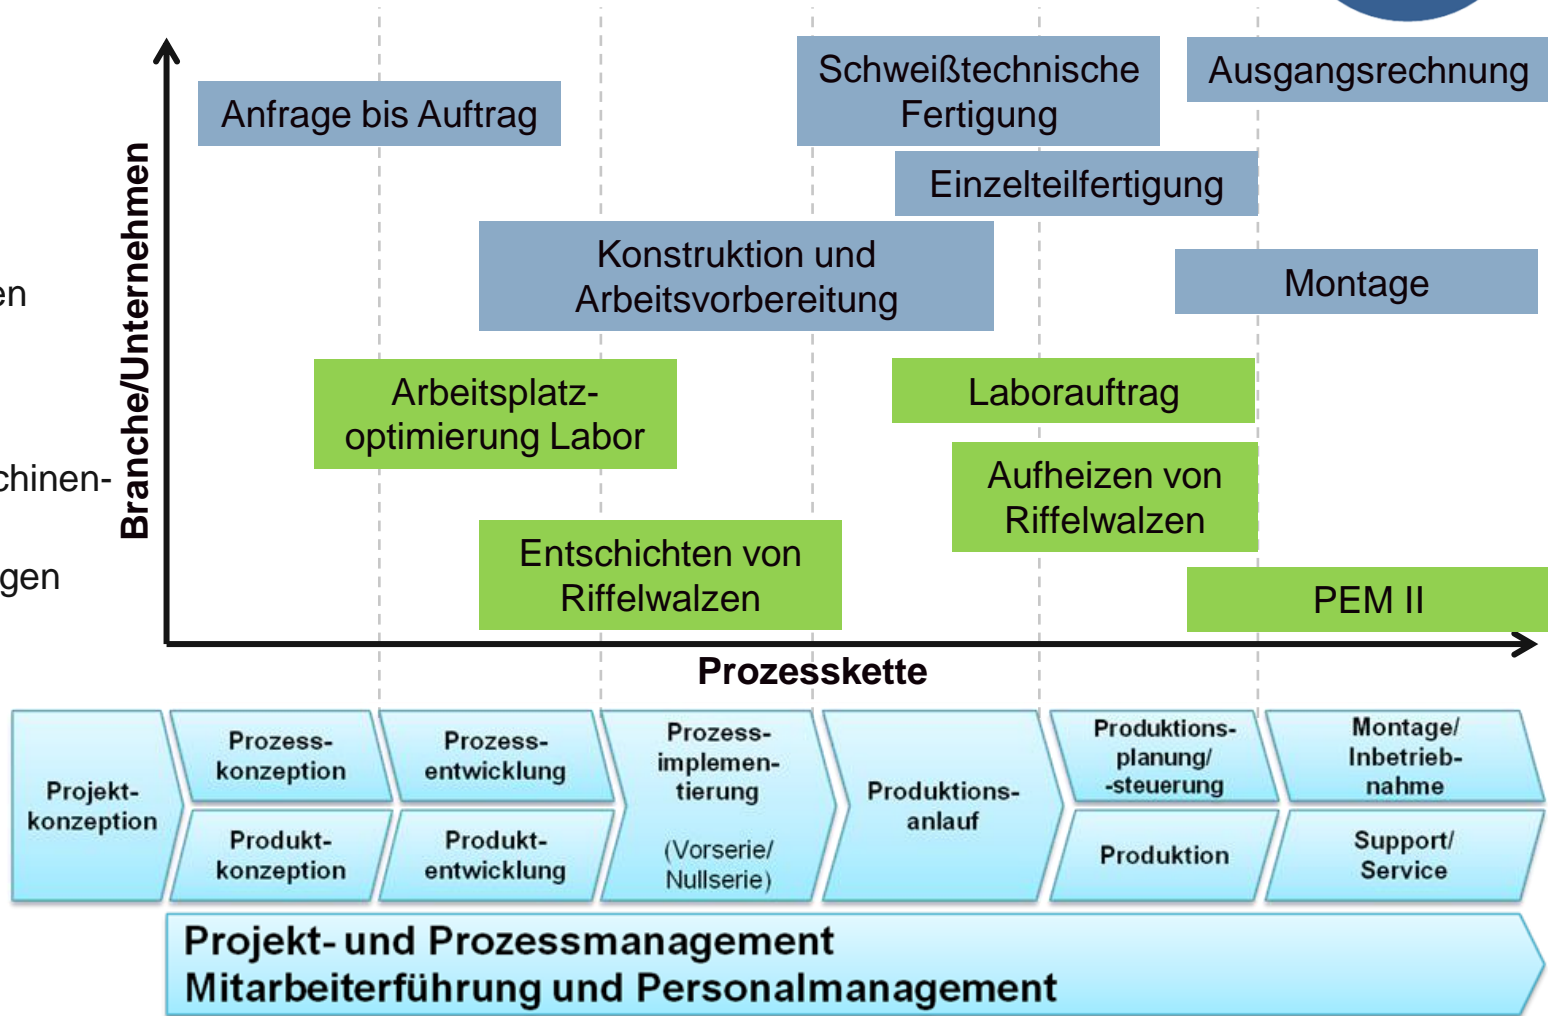 Schweißtechnische
Fertigung
Ausgangsrechnung
Anfrage bis Auftrag
Einzelteilfertigung
Konstruktion und
Arbeitsvorbereitung
Montage
en
Branche/Unternehmen
Arbeitsplatz-
optimierung Labor
Laborauftrag
chinen-
Aufheizen von
Riffelwalzen
Entschichten von
Riffelwalzen
gen
PEM II
Prozesskette
Projekt-
konzeption
Prozess-
konzeption
Produkt-
konzeption
Prozess-
entwicklung
Produkt-
entwicklung
Prozess-
implemen-
tierung
(Vorserie/
Nullserie)
Produktions-
anlauf
Produktions-
planung/
-steuerung
Produktion
Montage/
Inbetrieb-
nahme
Support/
Service
Projekt- und Prozessmanagement
Mitarbeiterführung und Personalmanagement